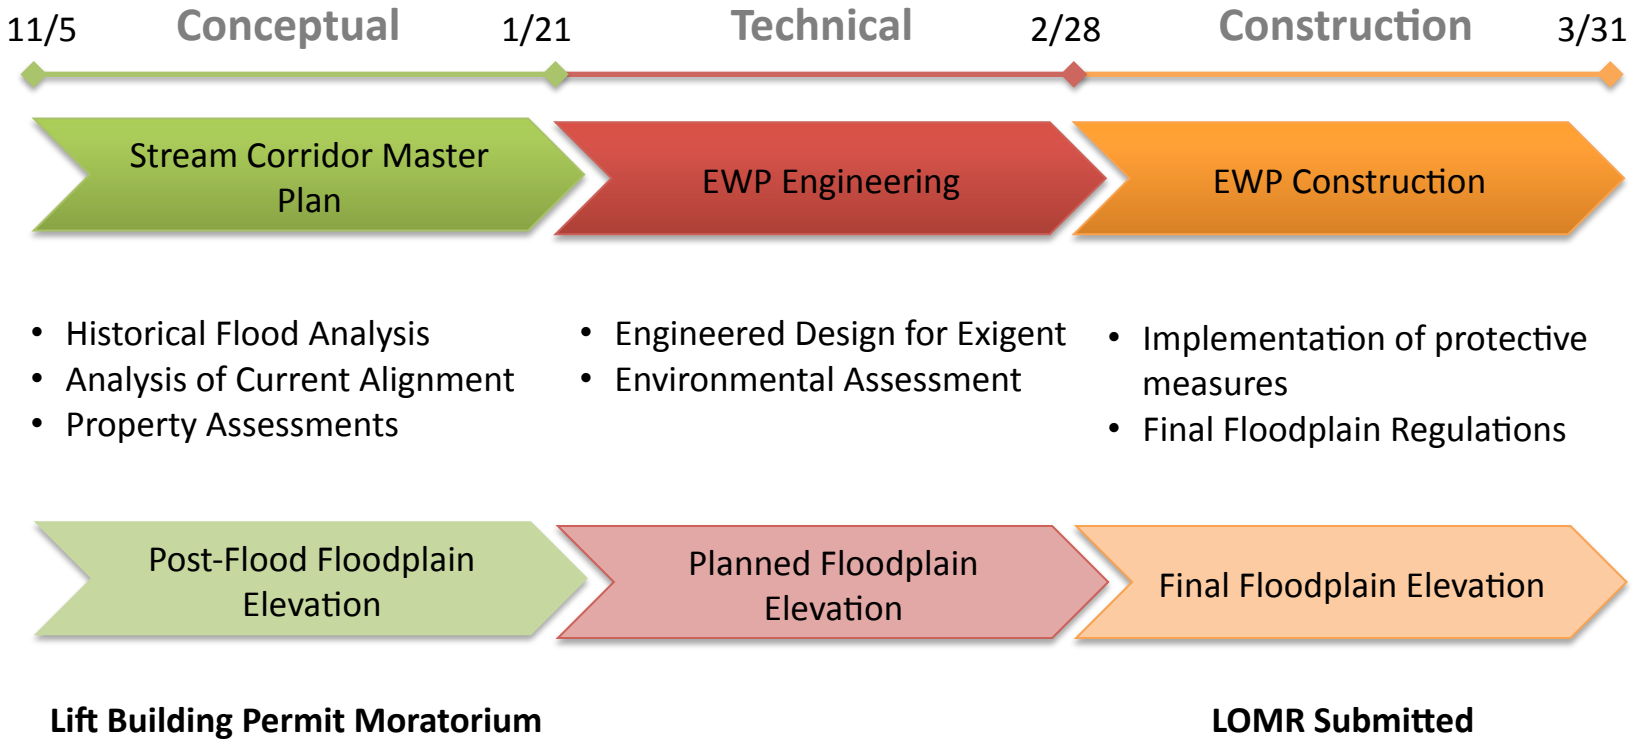 11/5 Conceptual 1/21 Technical 2/28 Construction 3/31
Stream Corridor Master
Plan
EWP Engineering
EWP Construction
• Historical Flood Analysis
• Analysis of Current Alignment
• Property Assessments
• Engineered Design for Exigent
• Environmental Assessment
• Implementation of protective
measures
• Final Floodplain Regulations
Post-Flood Floodplain
Elevation
Planned Floodplain
Elevation
Final Floodplain Elevation
Lift Building Permit Moratorium
LOMR Submitted